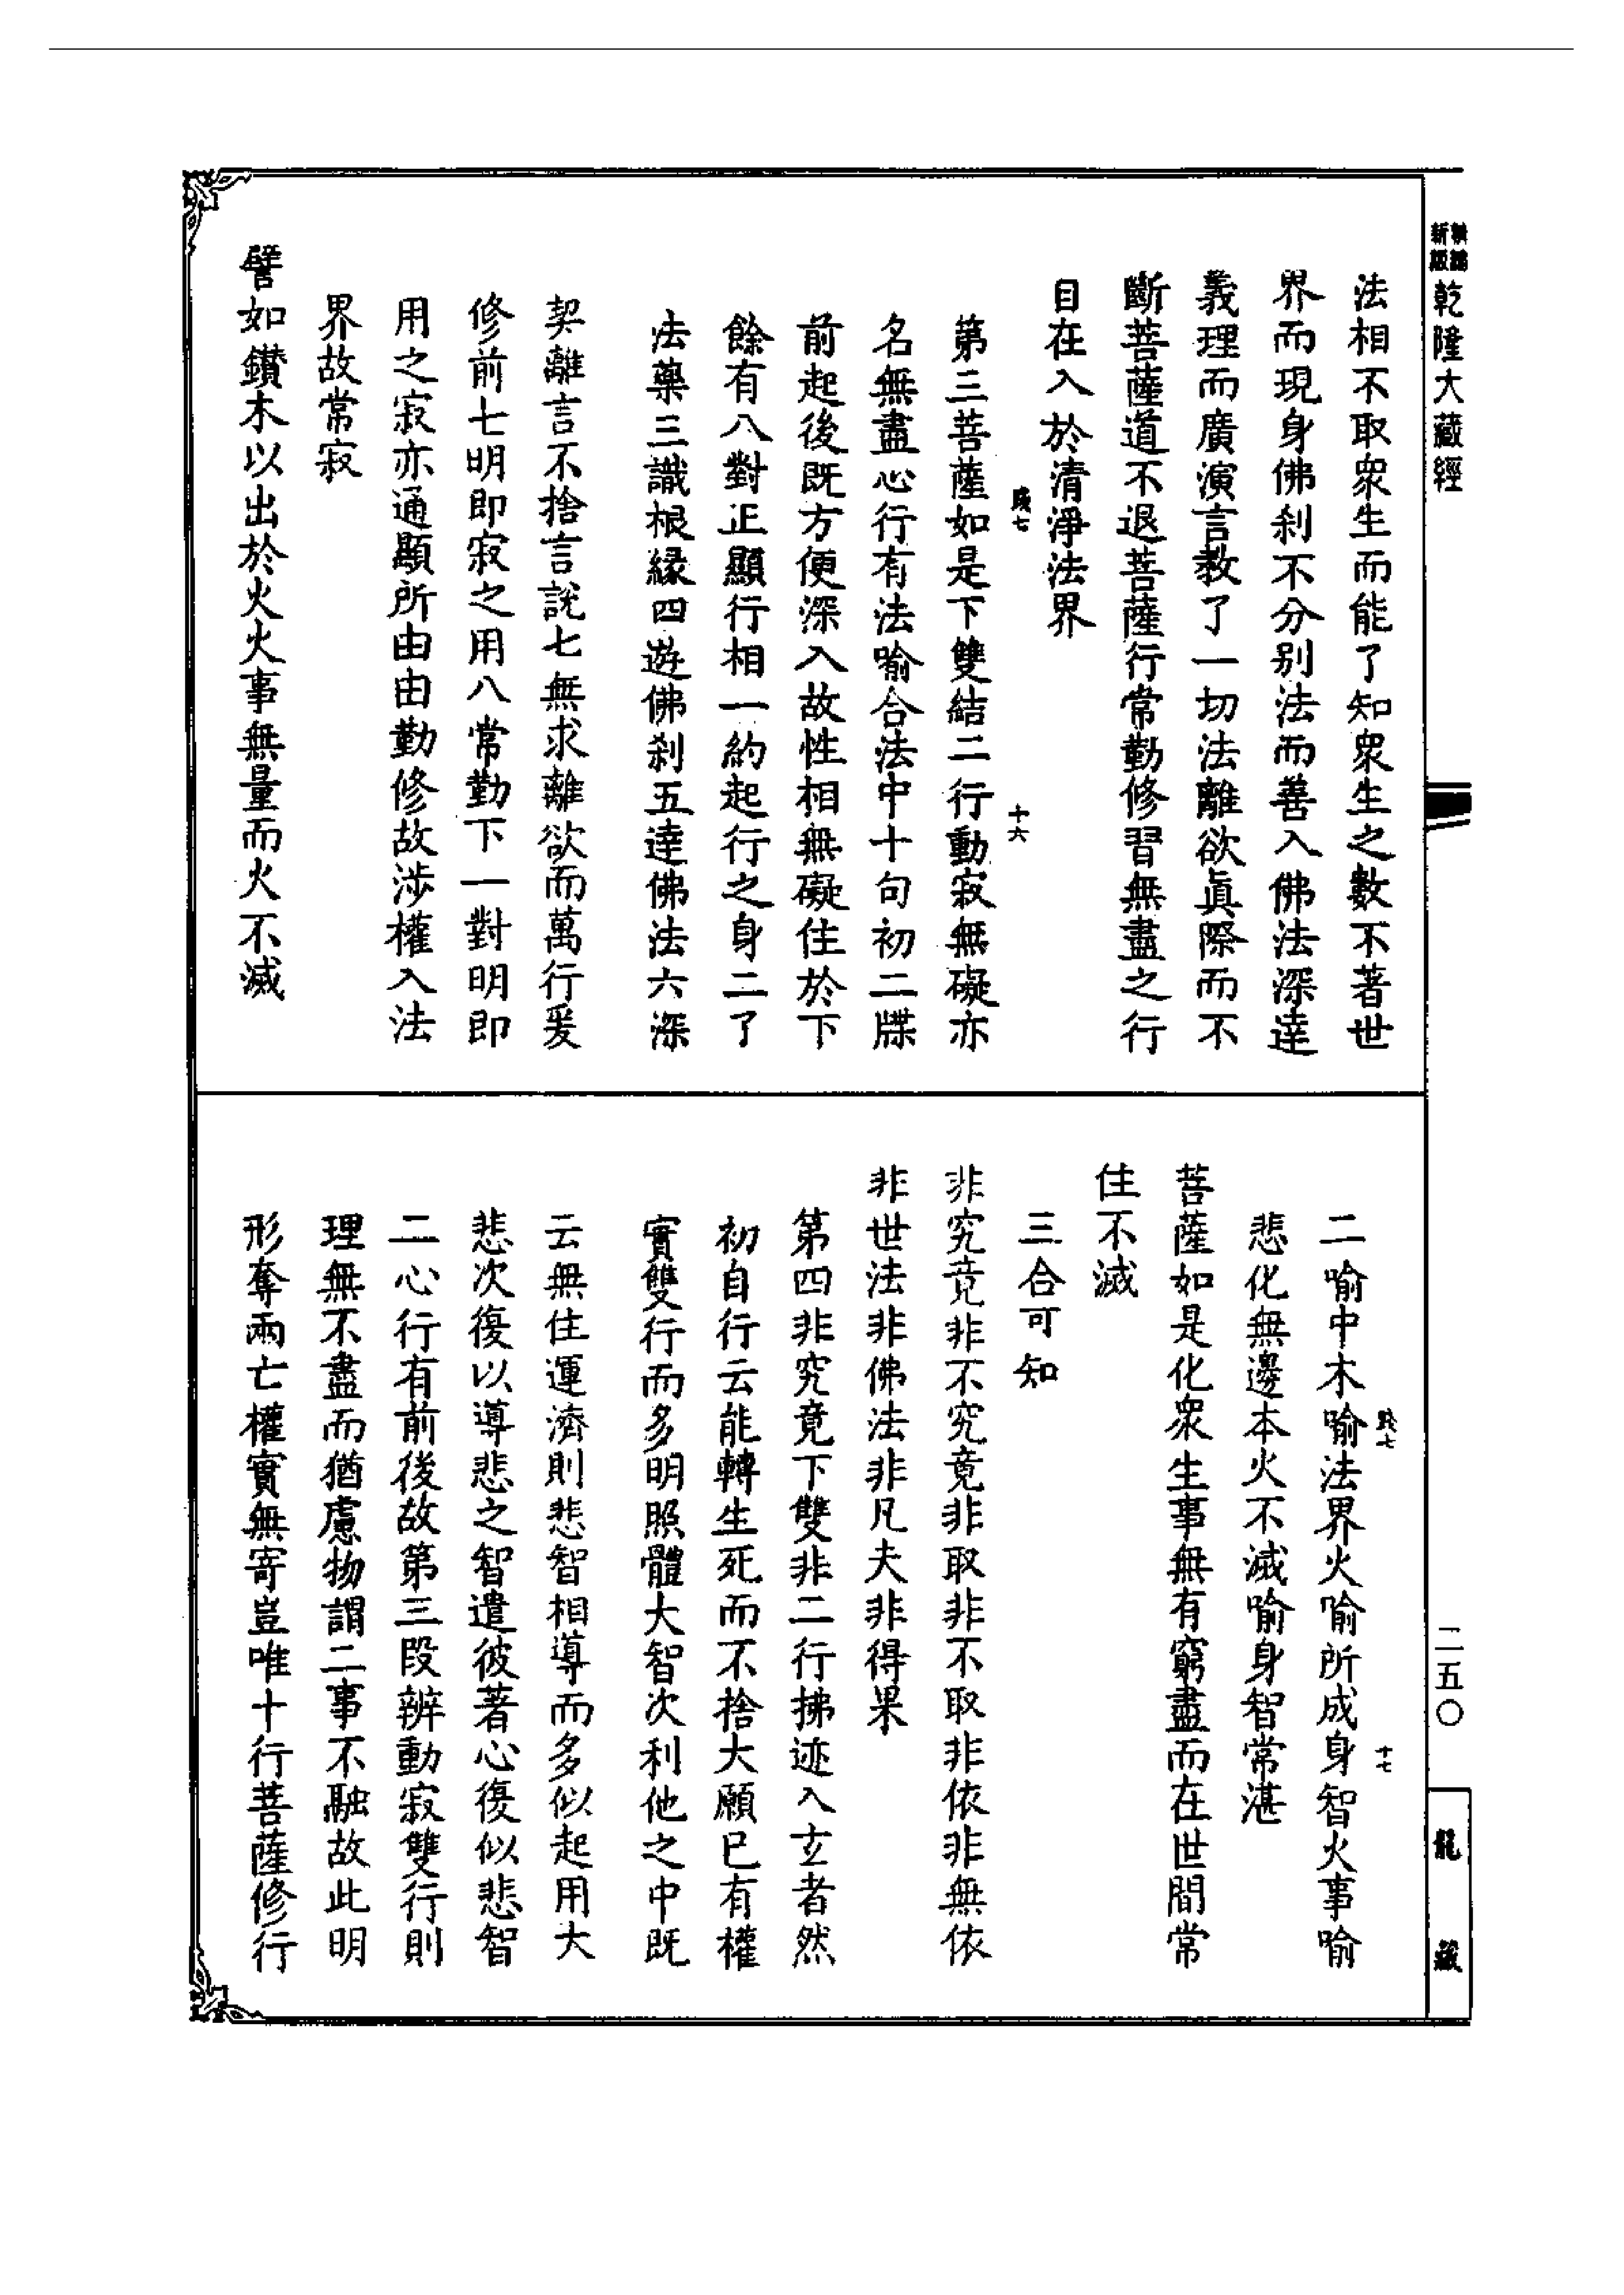 乾隆大藏經
法相不取衆生而能了知衆生之數不著世
界而現身佛刹不分别法而善入佛法深達
義理而廣演言教了一切法離欲眞際而不
斷菩薩道不退菩薩行常勤修習無盡之行
自在入於清淨法界
十六
第三菩薩如是下雙結二行動寂無礙亦
名無盡心行有法喻合法中十句初二牒
前起後既方便深入故性相無礙住於下
餘有八對正顯行相一約起行之身二了
法藥三識根緣四遊佛刹五達佛法六深
契離言不捨言說七無求離欲而萬行爰
修前七明即寂之用八常勤下一對明即
用之寂亦通顯所由由勤修故涉權入法
界故常寂
譬如鑽木以出於火火事無量而火不滅
二五〇
龍藏
十七
二喻中木喻法界火喻所成身智火事喻
悲化無邊本火不滅喻身智常湛
菩薩如是化衆生事無有窮盡而在世間常
住不滅
三合可知
非究竟非不究竟非取非不取非依非無依
非世法非佛法非凡夫非得果
第四非究竟下雙非二行拂迹入玄者然
初自行云能轉生死而不捨大願已有權
實雙行而多明照體大智次利他之中既
云無住運濟則悲智相導而多似起用大
悲次復以導悲之智遣彼著心復似悲智
二心行有前後故第三段辨動寂雙行則
理無不盡而猶慮物謂二事不融故此明
形奪兩亡權實無寄豈唯十行菩薩修行